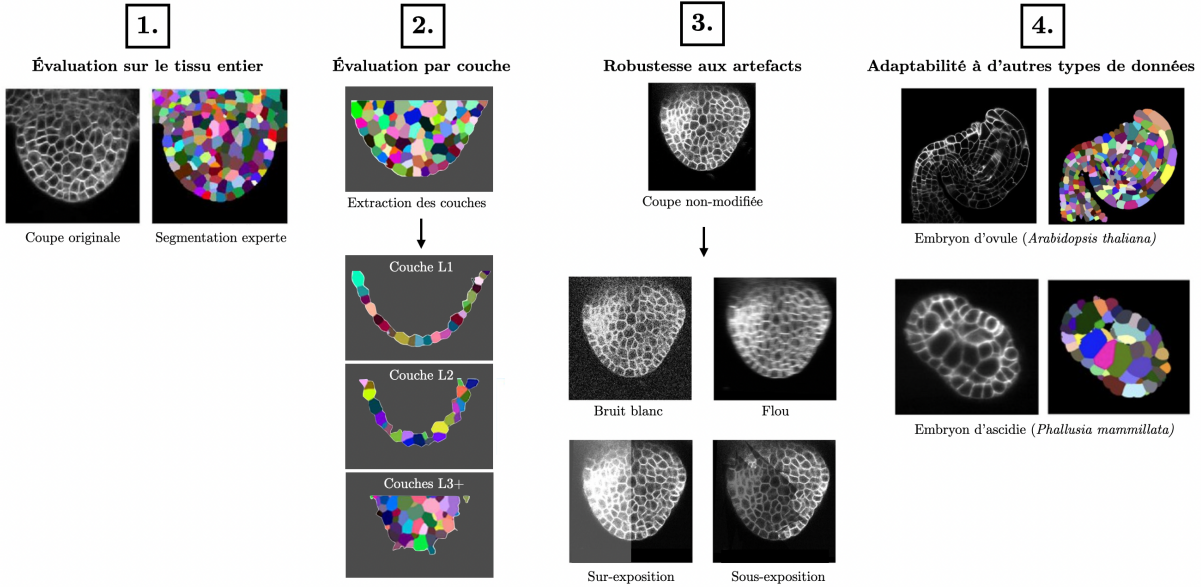 1.
Évaluation sur le tissu entier
Coupe originale
Segmentation experte
2.
Évaluation par couche
Extraction des couches
Couche L1
Couche L2
Couches L3+
3.
Robustesse aux artefacts
Coupe non-modifiée
Bruit blanc
Flou
Sur-exposition
Sous-exposition
4.
Adaptabilité à d'autres types de données
Embryon d'ovule (Arabidopsis thaliana)
Embryon d'ascidie (Phallusia mammillata)